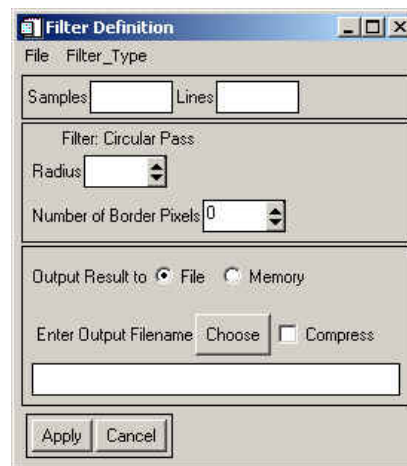 Filter Definition
File Filter_Type
Samples Lines
Filter: Circular Pass
Radius
Number of Border Pixels 0
Output Result to File Memory
Enter Output Filename Choose Compress
Apply Cancel